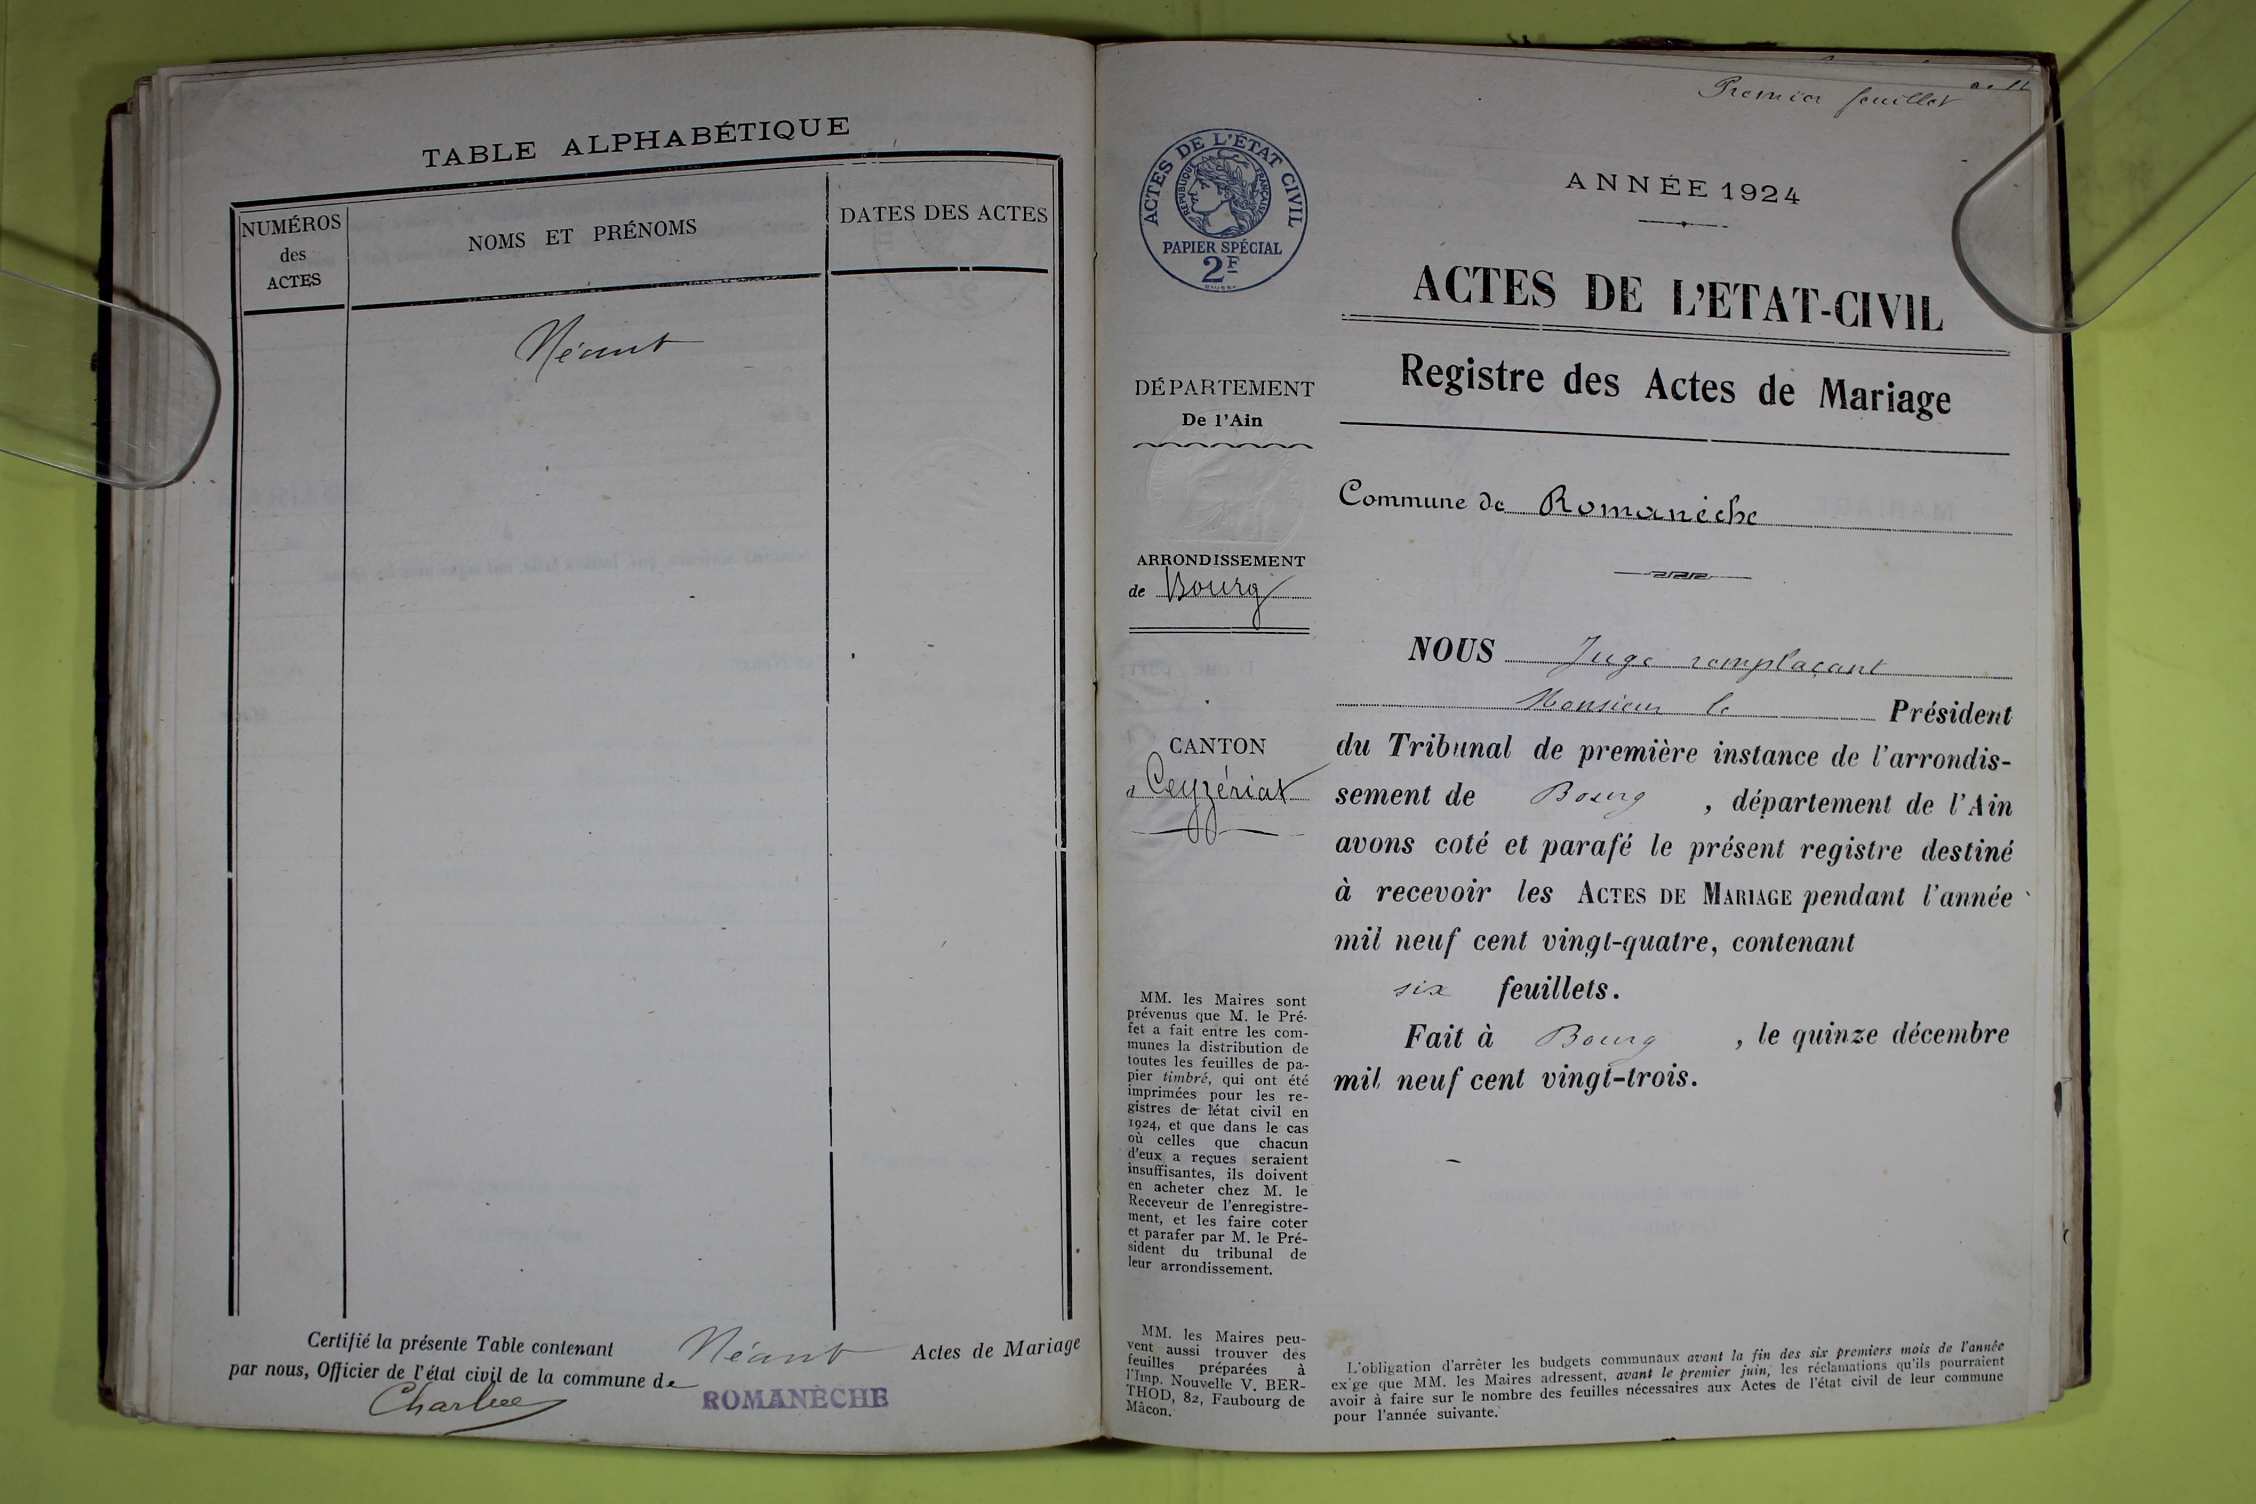 TABLE ALPHABÉTIQUE
NUMÉROS
des
ACTES
NOMS ET PRÉNOMS
DATES DES ACTES
Néant
Certifié la présente Table contenant Néant Actes de Mariage
par nous, Officier de l'état civil de la commune de ROMANÈCHE
Premier feuillet
ACTES DE L'ÉTAT CIVIL
RÉPUBLIQUE FRANÇAISE
PAPIER SPÉCIAL
2F
ANNÉE 1924
ACTES DE L'ETAT-CIVIL
Registre des Actes de Mariage
DÉPARTEMENT
De l'Ain
Commune de Romanèche
ARRONDISSEMENT
de Bourg
CANTON
d Ceyzériat
NOUS Juge remplaçant
Monsieur le Président
du Tribunal de première instance de l'arrondis-
sement de Bourg , département de l'Ain
avons coté et parafé le présent registre destiné
à recevoir les ACTES DE MARIAGE pendant l'année
mil neuf cent vingt-quatre, contenant
six feuillets.
Fait à Bourg , le quinze décembre
mil neuf cent vingt-trois.
MM. les Maires sont
prévenus que M. le Pré-
fet a fait entre les com-
munes la distribution de
toutes les feuilles de pa-
pier timbré, qui ont été
imprimées pour les re-
gistres de l'état civil en
1924, et que dans le cas
où celles que chacun
d'eux a reçues seraient
insuffisantes, ils doivent
en acheter chez M. le
Receveur de l'enregistre-
ment, et les faire coter
et parafer par M. le Pré-
sident du tribunal de
leur arrondissement.
MM. les Maires peu-
vent aussi trouver des
feuilles préparées à
l'Imp. Nouvelle V. BER-
THOD, 82, Faubourg de
Mâcon.
L'obligation d'arrêter les budgets communaux avant la fin des six premiers mois de l'année
exige que MM. les Maires adressent, avant le premier juin, les réclamations qu'ils pourraient
avoir à faire sur le nombre des feuilles nécessaires aux Actes de l'état civil de leur commune
pour l'année suivante.